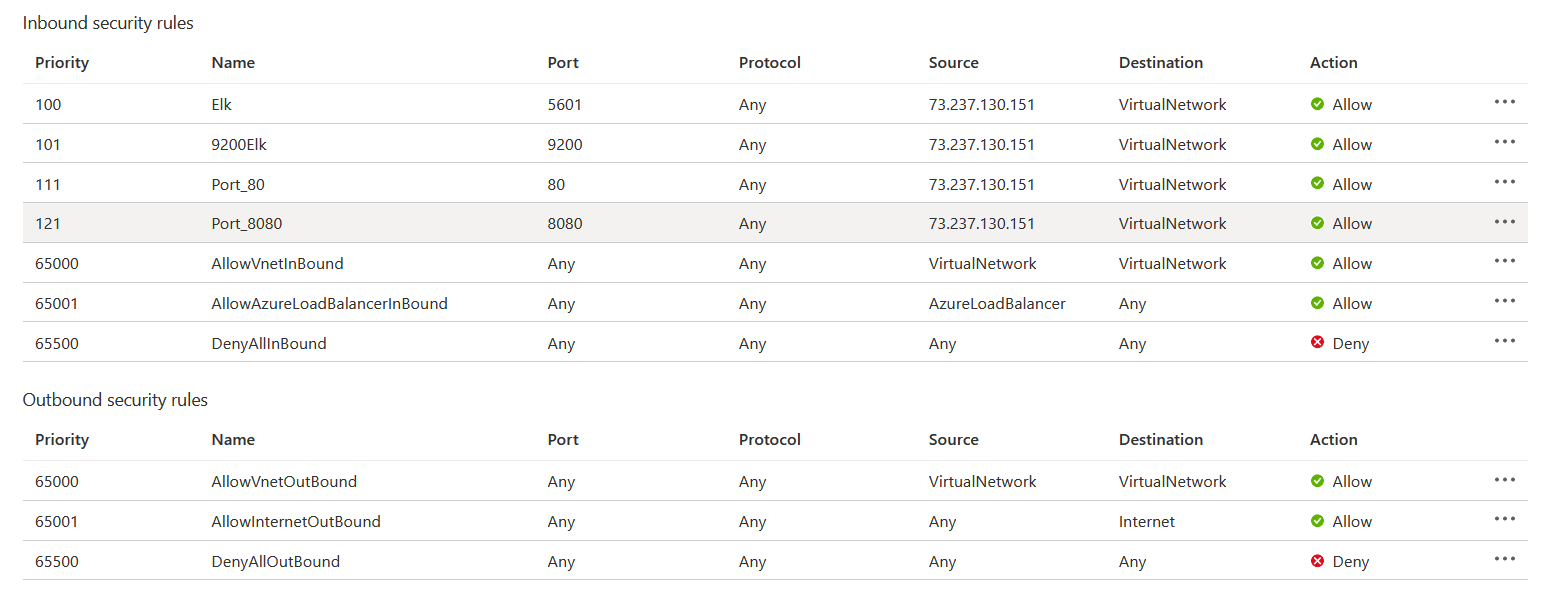 Inbound security rules
Priority Name Port Protocol Source Destination Action
100 Elk 5601 Any 73.237.130.151 VirtualNetwork Allow
101 9200Elk 9200 Any 73.237.130.151 VirtualNetwork Allow
111 Port_80 80 Any 73.237.130.151 VirtualNetwork Allow
121 Port_8080 8080 Any 73.237.130.151 VirtualNetwork Allow
65000 AllowVnetInBound Any Any VirtualNetwork VirtualNetwork Allow
65001 AllowAzureLoadBalancerInBound Any Any AzureLoadBalancer Any Allow
65500 DenyAllInBound Any Any Any Any Deny
Outbound security rules
Priority Name Port Protocol Source Destination Action
65000 AllowVnetOutBound Any Any VirtualNetwork VirtualNetwork Allow
65001 AllowInternetOutBound Any Any Any Internet Allow
65500 DenyAllOutBound Any Any Any Any Deny